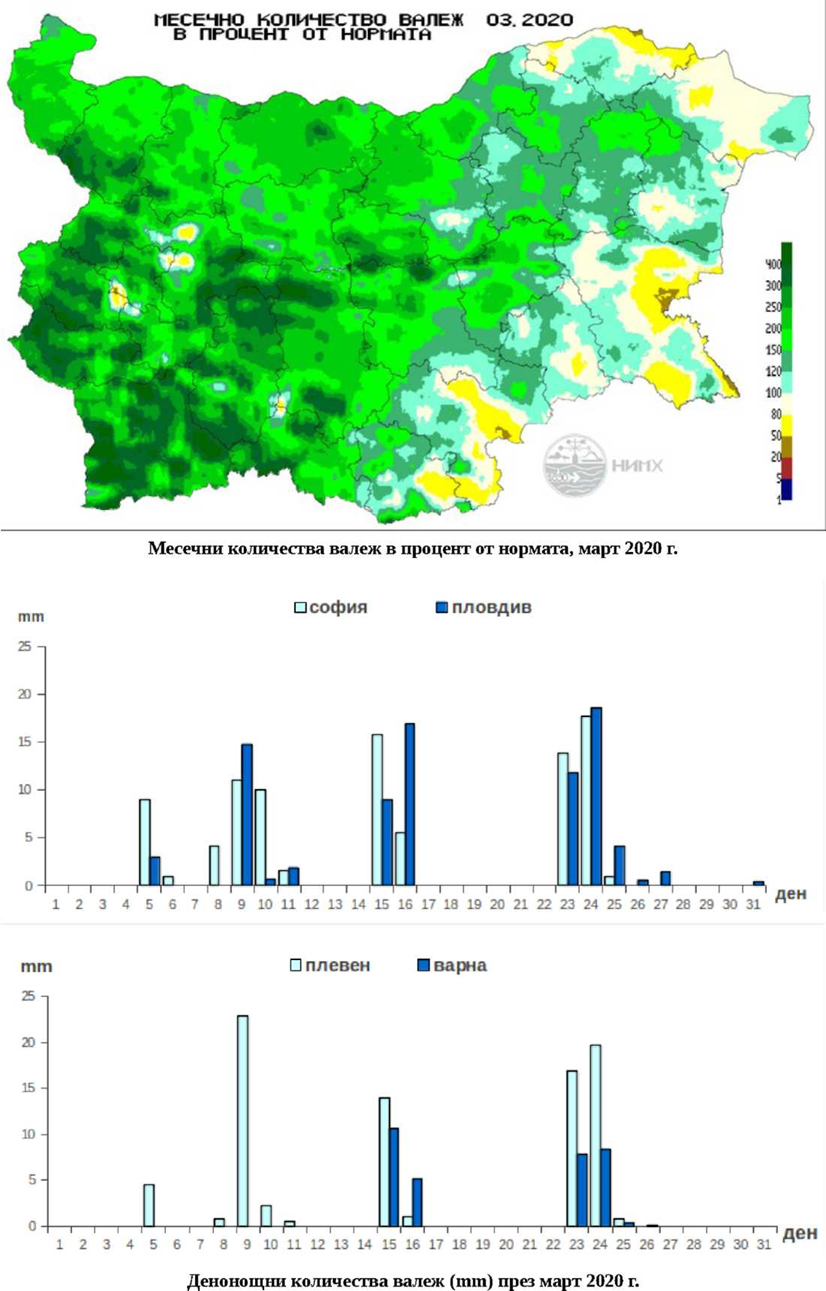 МЕСЕЧНО КОЛИЧЕСТВО ВАЛЕЖ 03.2020
В ПРОЦЕНТ ОТ НОРМАТА
400
300
250
200
150
120
100
80
50
20
5
1
НИМХ
Месечни количества валеж в процент от нормата, март 2020 г.
софия пловдив
mm
25
20
15
10
5
0
1 2 3 4 5 6 7 8 9 10 11 12 13 14 15 16 17 18 19 20 21 22 23 24 25 26 27 28 29 30 31 ден
mm плевен варна
25
20
15
10
5
0
1 2 3 4 5 6 7 8 9 10 11 12 13 14 15 16 17 18 19 20 21 22 23 24 25 26 27 28 29 30 31 ден
Денонощни количества валеж (mm) през март 2020 г.